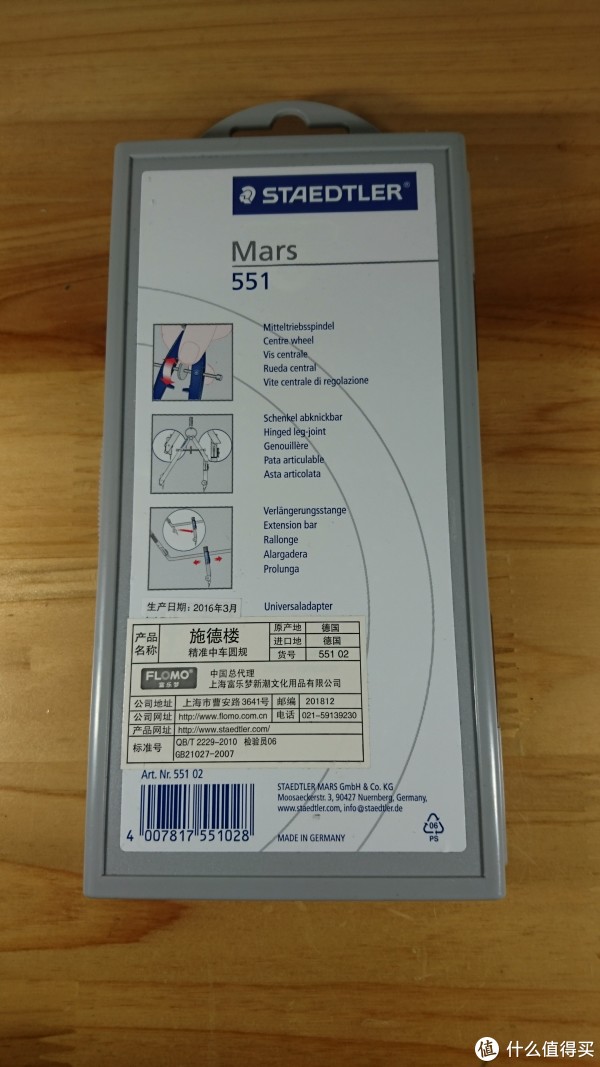 STAEDTLER®
Mars
551
Mitteltriebsspindel
Centre wheel
Vis centrale
Rueda central
Vite centrale di regolazione
Schenkel abknickbar
Hinged leg-joint
Genouillère
Pata articulable
Asta articolata
Verlängerungsstange
Extension bar
Rallonge
Alargadera
Prolunga
生产日期: 2016年3月
Universaladapter
产品名称 施德楼 精准中车圆规
原产地 德国
进口地 德国
货号 551 02
FLOMO® 富乐梦
中国总代理
上海富乐梦新潮文化用品有限公司
公司地址 上海市曹安路3641号 邮编 201812
公司网址 http://www.flomo.com.cn 电话 021-59139230
产品网址 http://www.staedtler.com/
标准号 QB/T 2229-2010 检验员06
GB21027-2007
Art. Nr. 551 02
4 007817 551028
STAEDTLER MARS GmbH & Co. KG
Moosaeckerstr. 3, 90427 Nuernberg, Germany,
www.staedtler.com, info@staedtler.de
MADE IN GERMANY
06
PS
值 什么值得买